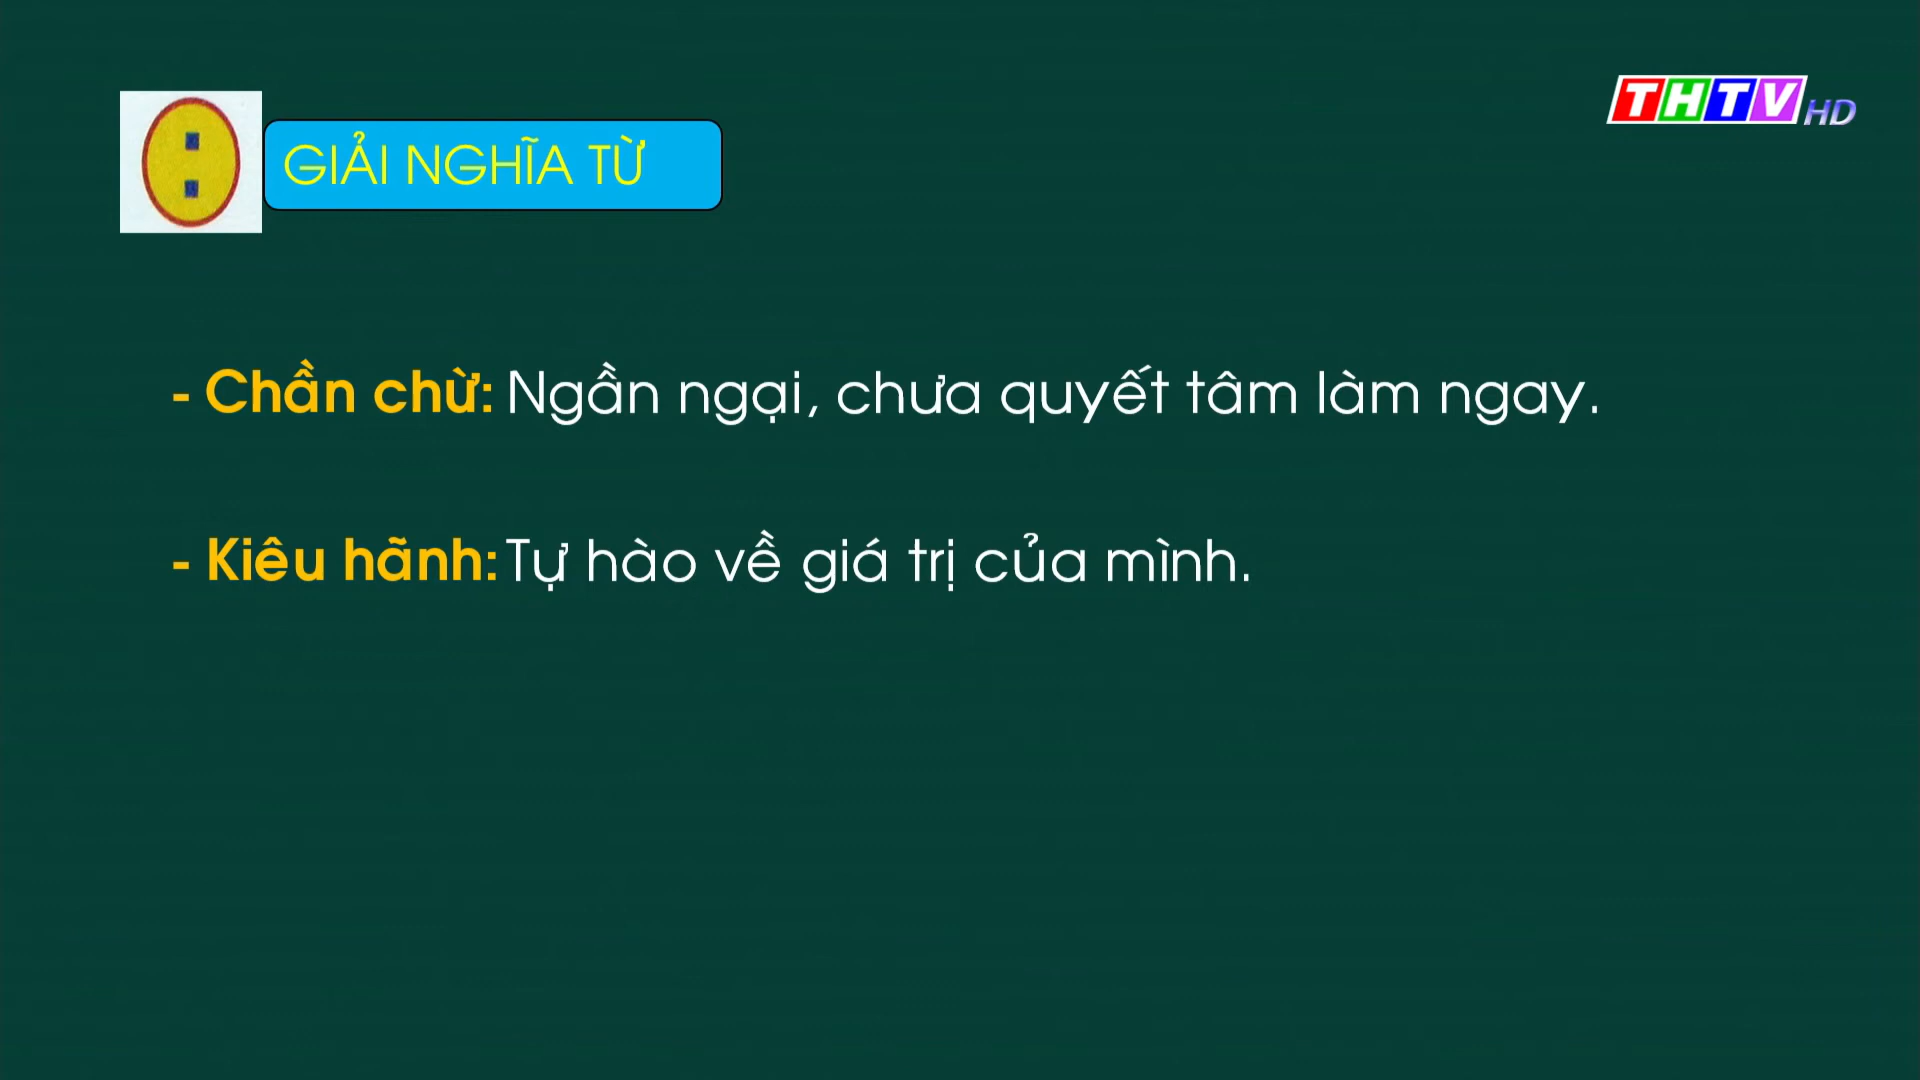 THTV HD
GIẢI NGHĨA TỪ
- Chần chừ: Ngần ngại, chưa quyết tâm làm ngay.
- Kiêu hãnh: Tự hào về giá trị của mình.